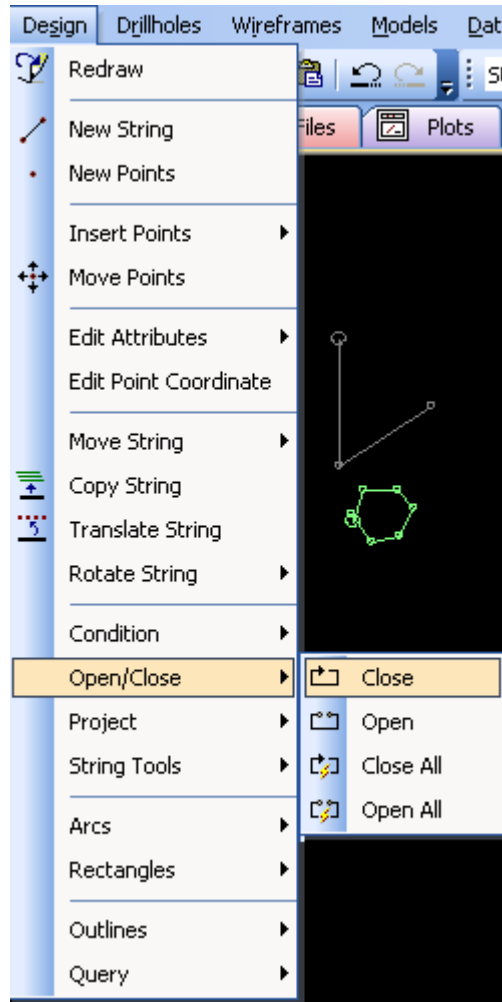 Design Drillholes Wireframes Models Dat
Redraw
Files Plots
New String
New Points
Insert Points
Move Points
Edit Attributes
Edit Point Coordinate
Move String
Copy String
Translate String
Rotate String
Condition
Open/Close
Close
Project
Open
String Tools
Close All
Open All
Arcs
Rectangles
Outlines
Query